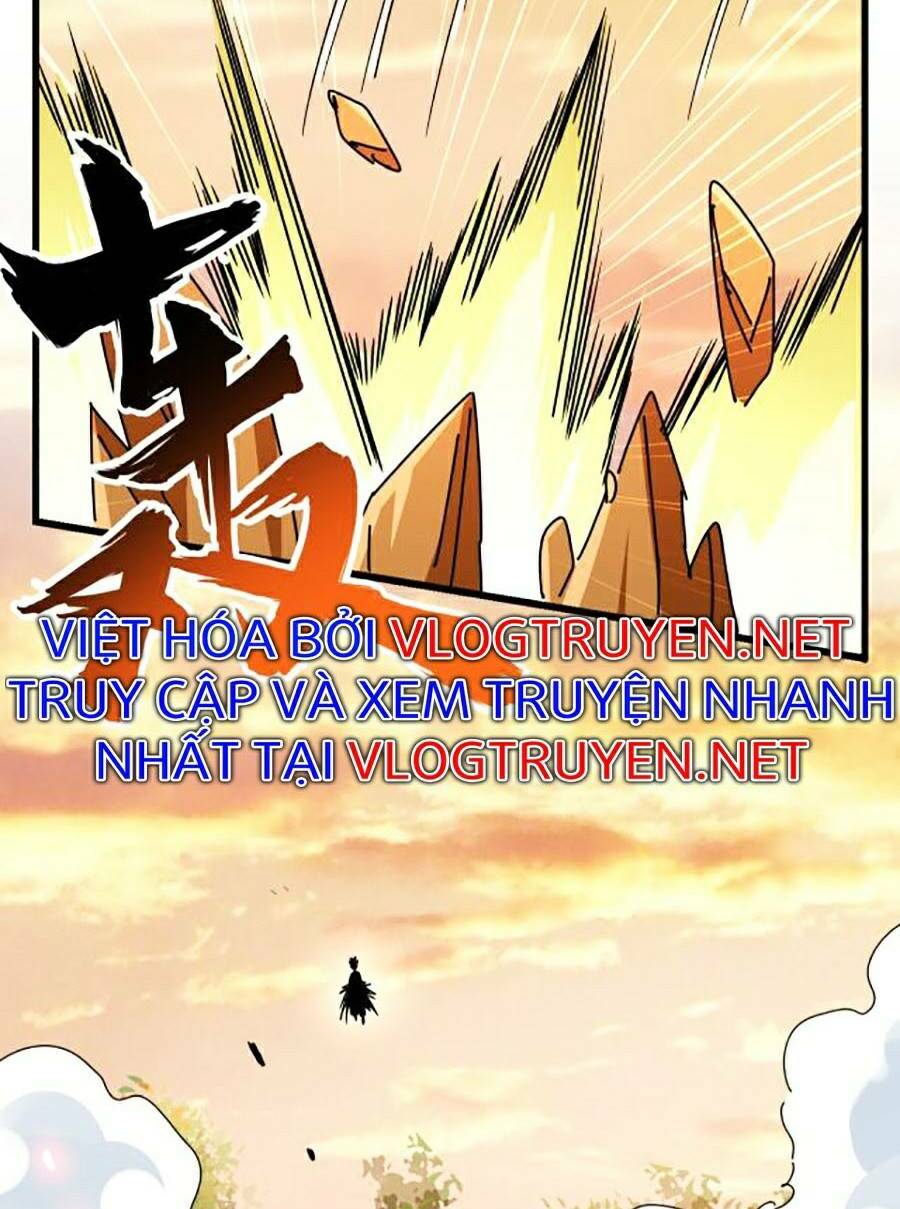 VIỆT HÓA BỞI VLOGTRUYEN.NET
TRUY CẬP VÀ XEM TRUYỆN NHANH
NHẤT TẠI VLOGTRUYEN.NET